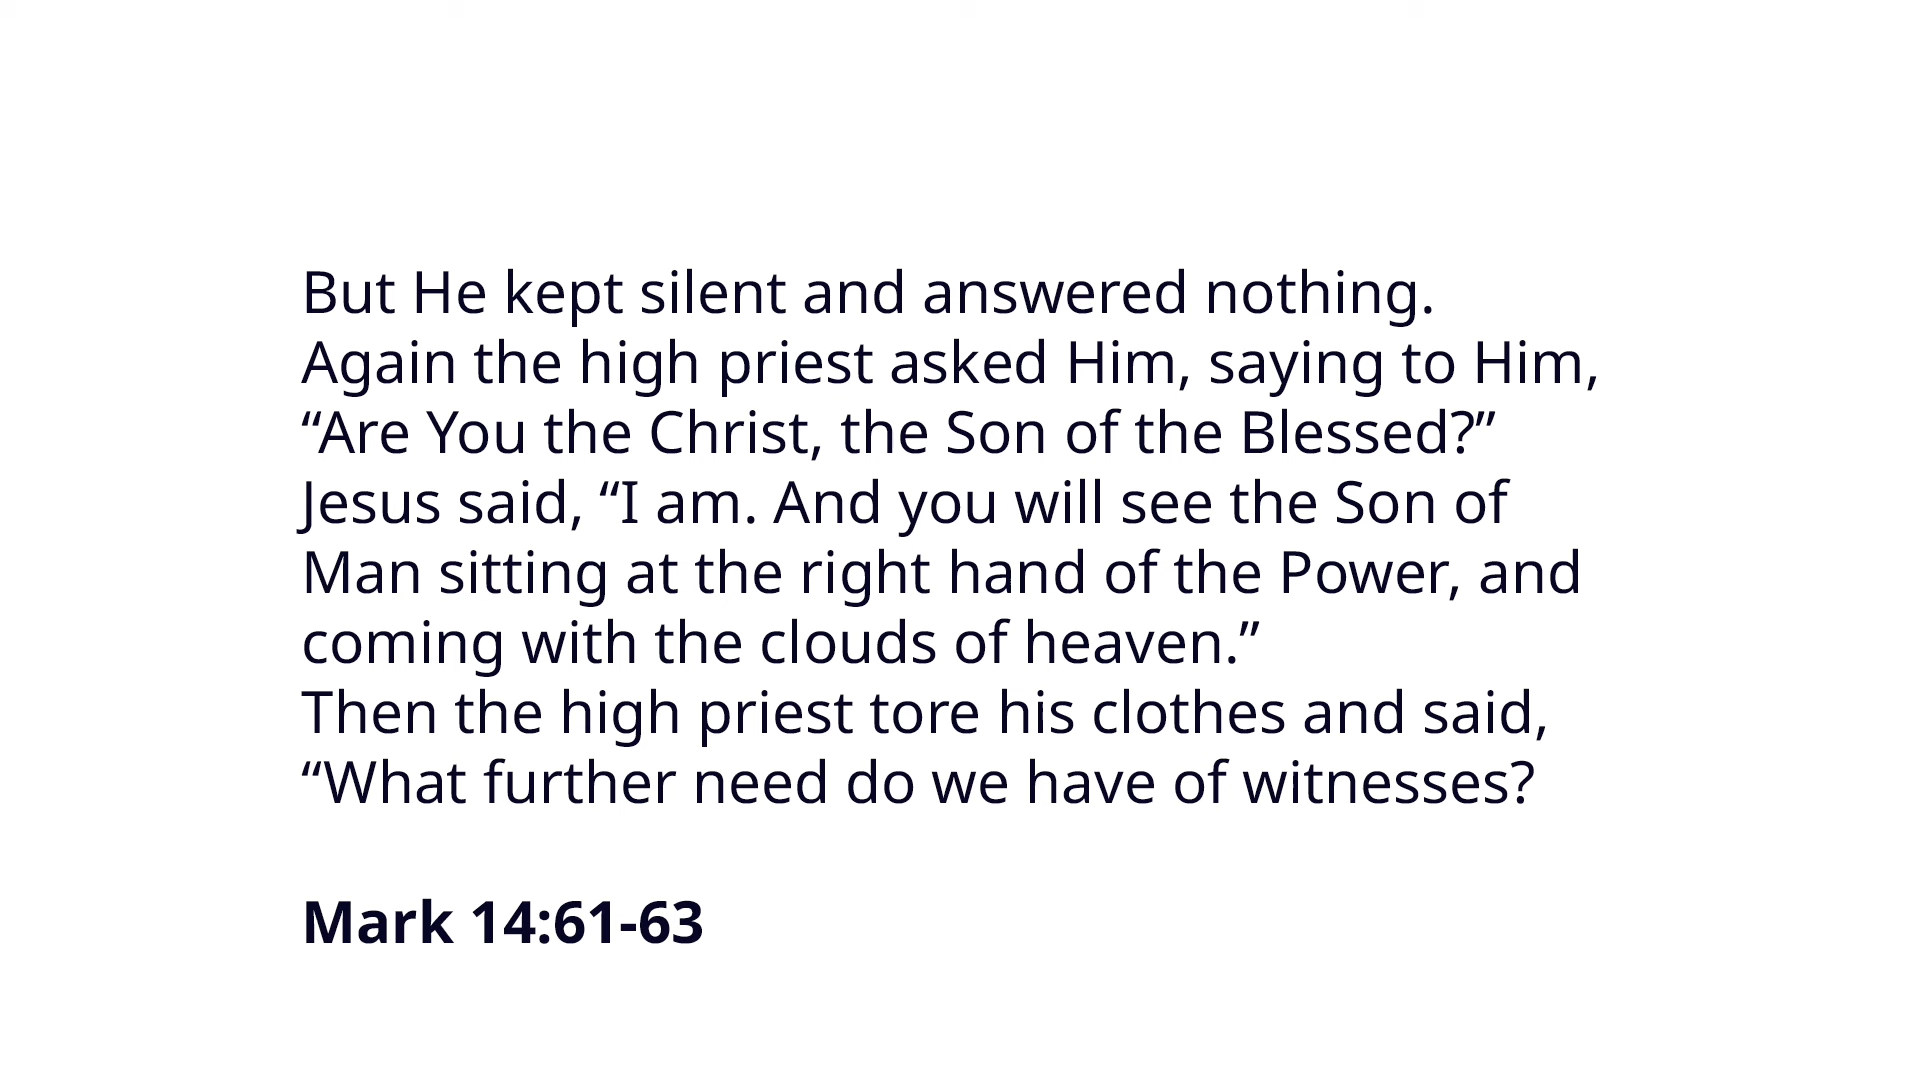 But He kept silent and answered nothing.
Again the high priest asked Him, saying to Him,
“Are You the Christ, the Son of the Blessed?”
Jesus said, “I am. And you will see the Son of
Man sitting at the right hand of the Power, and
coming with the clouds of heaven.”
Then the high priest tore his clothes and said,
“What further need do we have of witnesses?
Mark 14:61-63